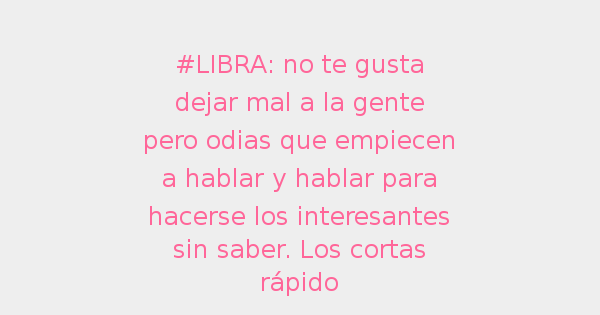 #LIBRA: no te gusta
dejar mal a la gente
pero odias que empiecen
a hablar y hablar para
hacerse los interesantes
sin saber. Los cortas
rápido